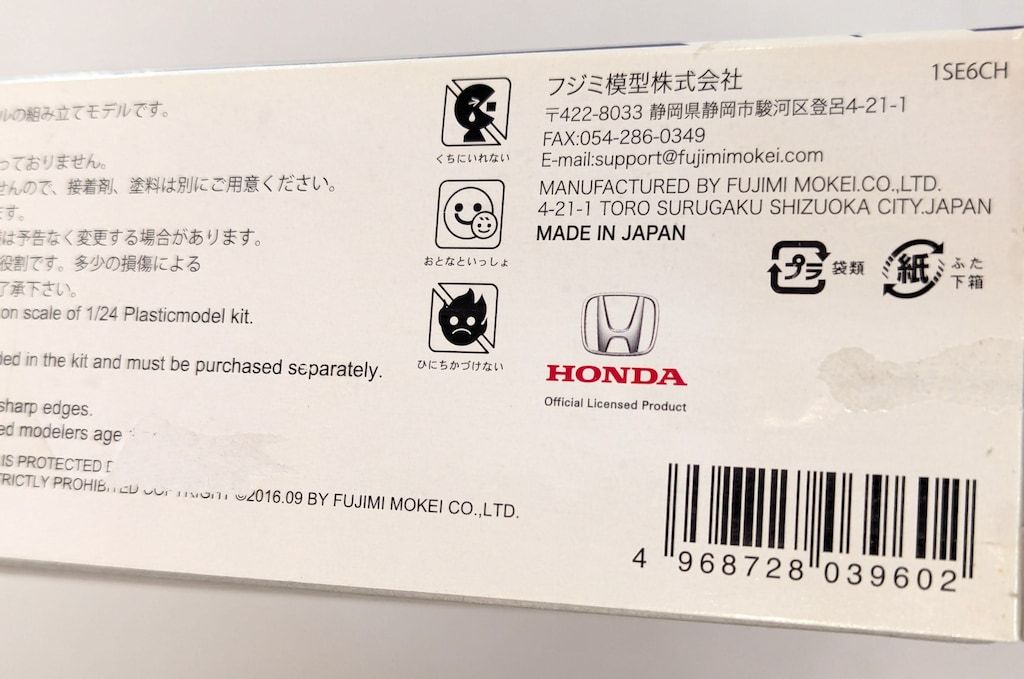 ルの組み立てモデルです。
っておりません。
せんので、接着剤、塗料は別にご用意ください。
ます。
は予告なく変更する場合があります。
役割です。多少の損傷による
了承下さい。
on scale of 1/24 Plasticmodel kit.
ded in the kit and must be purchased separately.
sharp edges.
ed modelers age
IS PROTECTED
STRICTLY PROHIBITED COPYRIGHT ©2016.09 BY FUJIMI MOKEI CO.,LTD.
くちにいれない
おとなといっしょ
ひにちかづけない
1SE6CH
フジミ模型株式会社
〒422-8033 静岡県静岡市駿河区登呂4-21-1
FAX:054-286-0349
E-mail:support@fujimimokei.com
MANUFACTURED BY FUJIMI MOKEI.CO.,LTD.
4-21-1 TORO SURUGAKU SHIZUOKA CITY.JAPAN
MADE IN JAPAN
プラ 袋類
紙 ふた
下箱
HONDA
Official Licensed Product
4 968728 039602